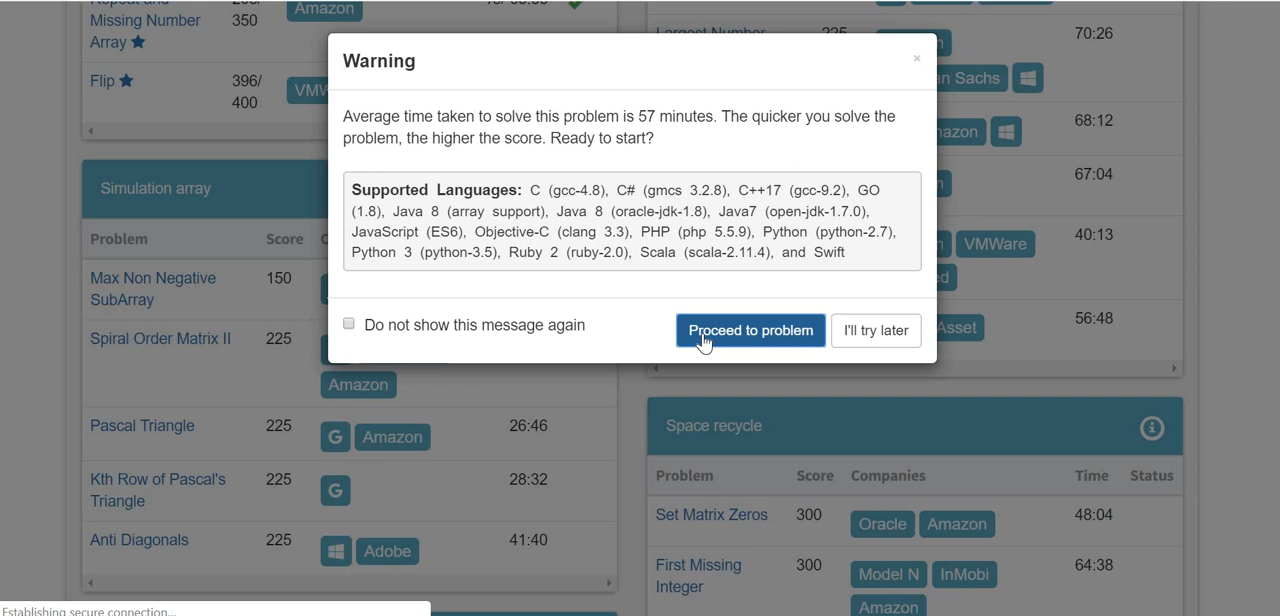 Missing Number
350
Amazon
Array
Flip
396/
400
VMW
Simulation array
Problem
Score
Max Non Negative
SubArray
150
Spiral Order Matrix II
225
Amazon
Pascal Triangle
225
G
Amazon
26:46
Kth Row of Pascal's
Triangle
225
G
28:32
Anti Diagonals
225
Adobe
41:40
Warning
×
Average time taken to solve this problem is 57 minutes. The quicker you solve the
problem, the higher the score. Ready to start?
Supported Languages: C (gcc-4.8), C# (gmcs 3.2.8), C++17 (gcc-9.2), GO
(1.8), Java 8 (array support), Java 8 (oracle-jdk-1.8), Java7 (open-jdk-1.7.0),
JavaScript (ES6), Objective-C (clang 3.3), PHP (php 5.5.9), Python (python-2.7),
Python 3 (python-3.5), Ruby 2 (ruby-2.0), Scala (scala-2.11.4), and Swift
Do not show this message again
Proceed to problem
I'll try later
70:26
n Sachs
azon
68:12
67:04
VMWare
40:13
ed
Asset
56:48
Space recycle
Problem
Score
Companies
Time
Status
Set Matrix Zeros
300
Oracle
Amazon
48:04
First Missing
Integer
300
Model N
InMobi
64:38
Amazon
Establishing secure connection...